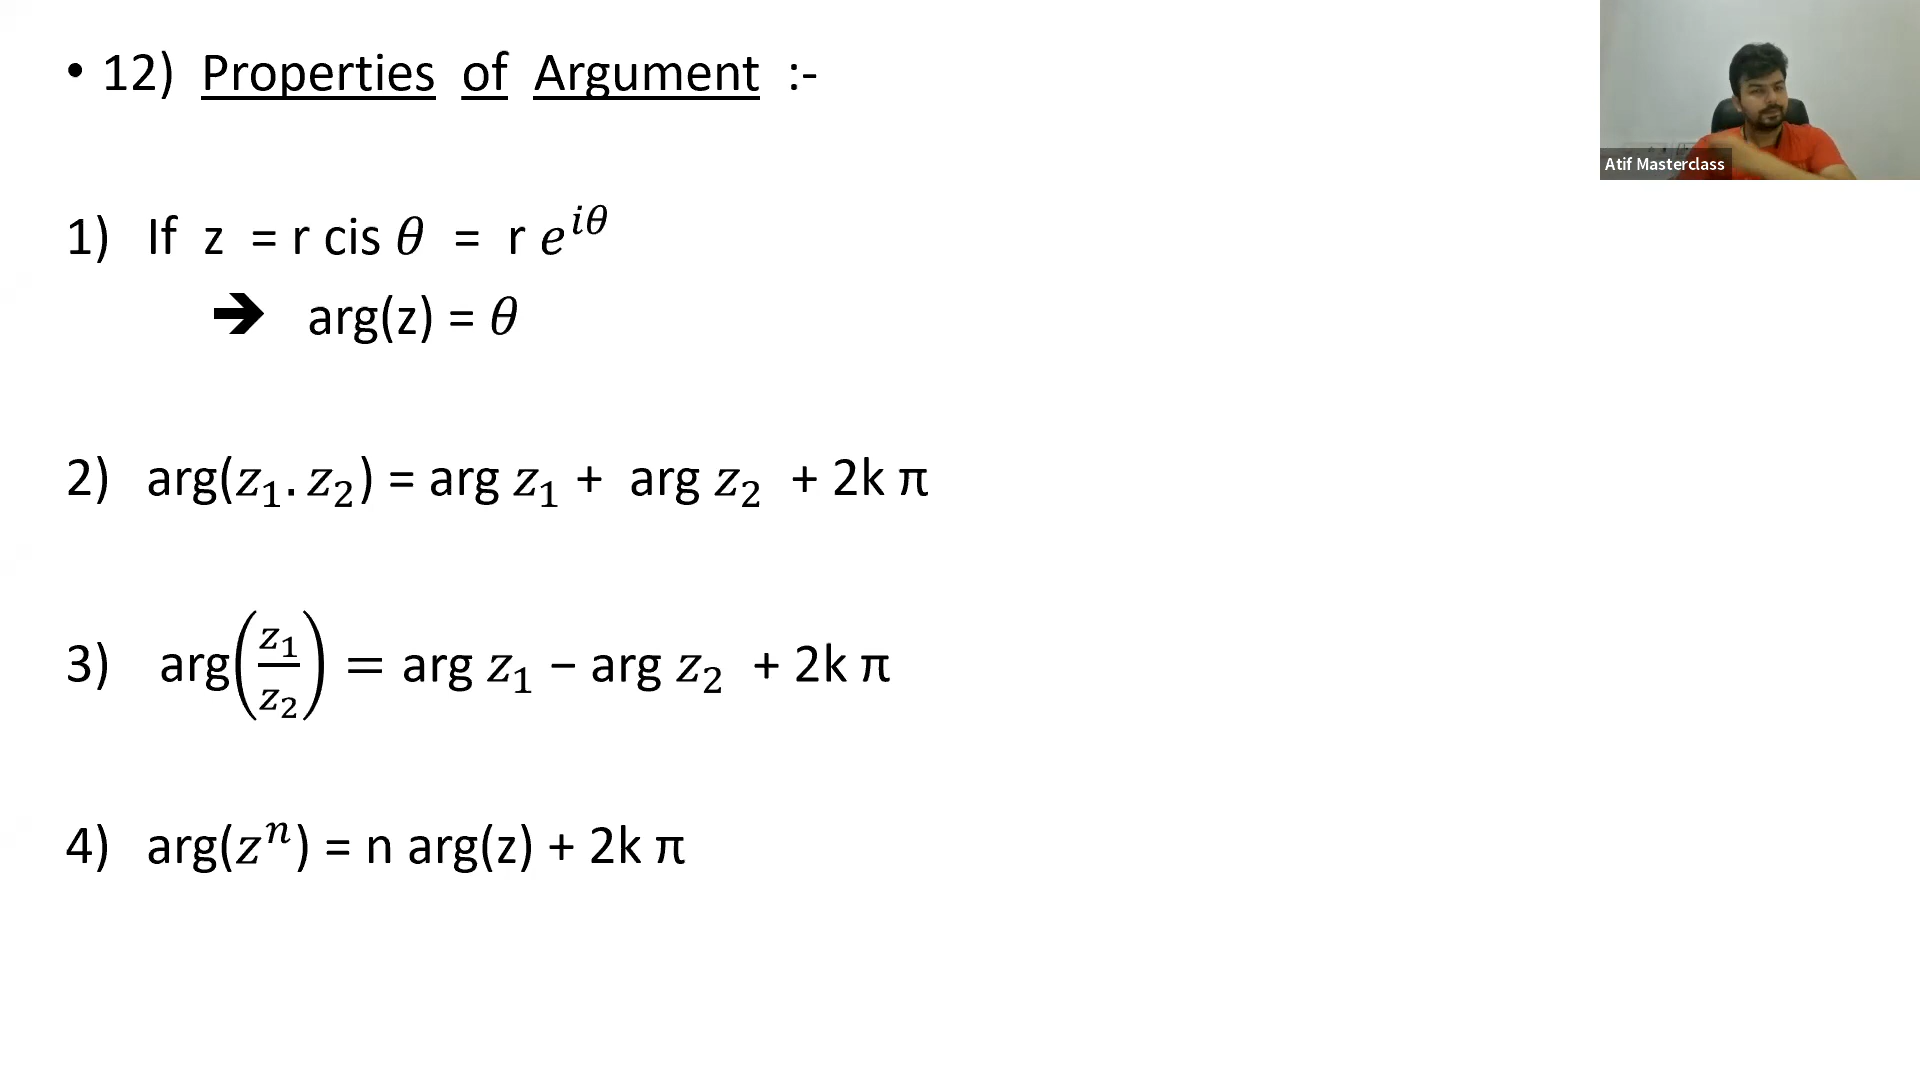 • 12) Properties of Argument :-
Atif Masterclass
1) If z = r cis θ = r e^{iθ}
➔ arg(z) = θ
2) arg(z₁. z₂) = arg z₁ + arg z₂ + 2k π
3) arg(z₁/z₂) = arg z₁ − arg z₂ + 2k π
4) arg(zⁿ) = n arg(z) + 2k π